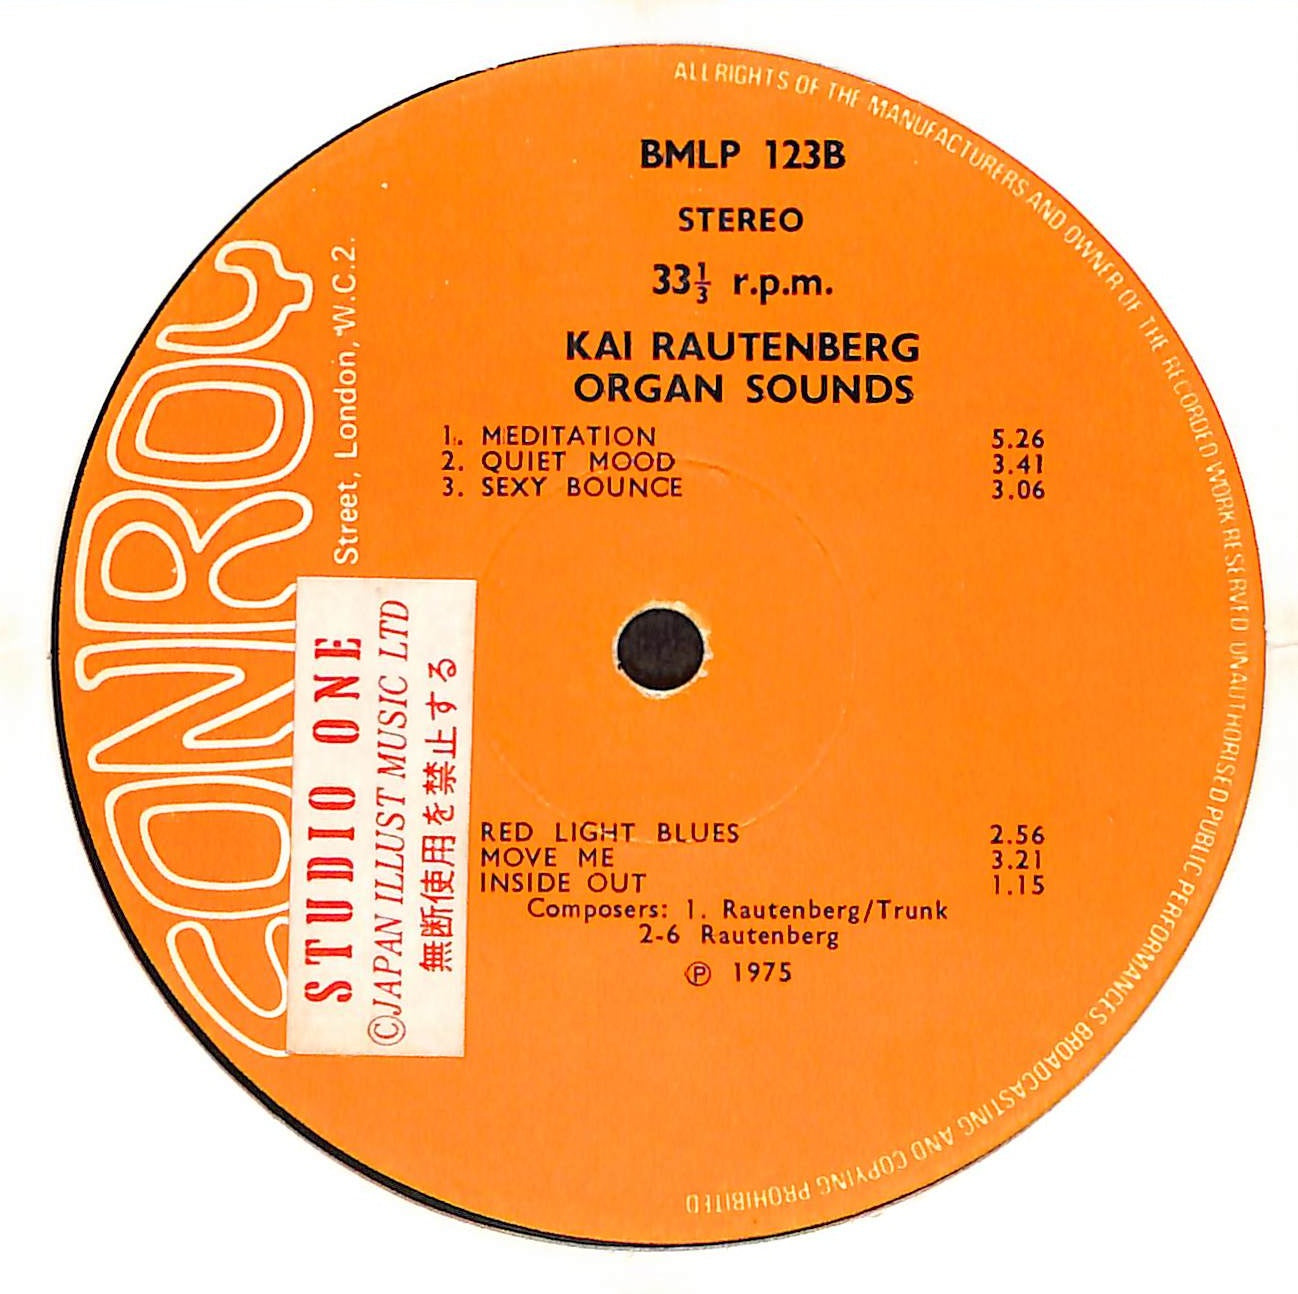 ALL RIGHTS OF THE MANUFACTURERS AND OWNER OF THE RECORDED WORK RESERVED UNAUTHORISED PUBLIC PERFORMANCES BROADCASTING AND COPYING PROHIBITED
BMLP 123B
STEREO
33⅓ r.p.m.
KAI RAUTENBERG
ORGAN SOUNDS
1. MEDITATION 5.26
2. QUIET MOOD 3.41
3. SEXY BOUNCE 3.06
RED LIGHT BLUES 2.56
MOVE ME 3.21
INSIDE OUT 1.15
Composers: 1. Rautenberg/Trunk
2-6 Rautenberg
℗ 1975
CONROY
Street, London, W.C.2.
STUDIO ONE
©JAPAN ILLUST MUSIC LTD
無断使用を禁止する